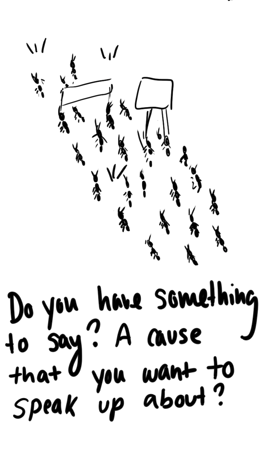 Do you have something
to say? A cause
that you want to
speak up about?